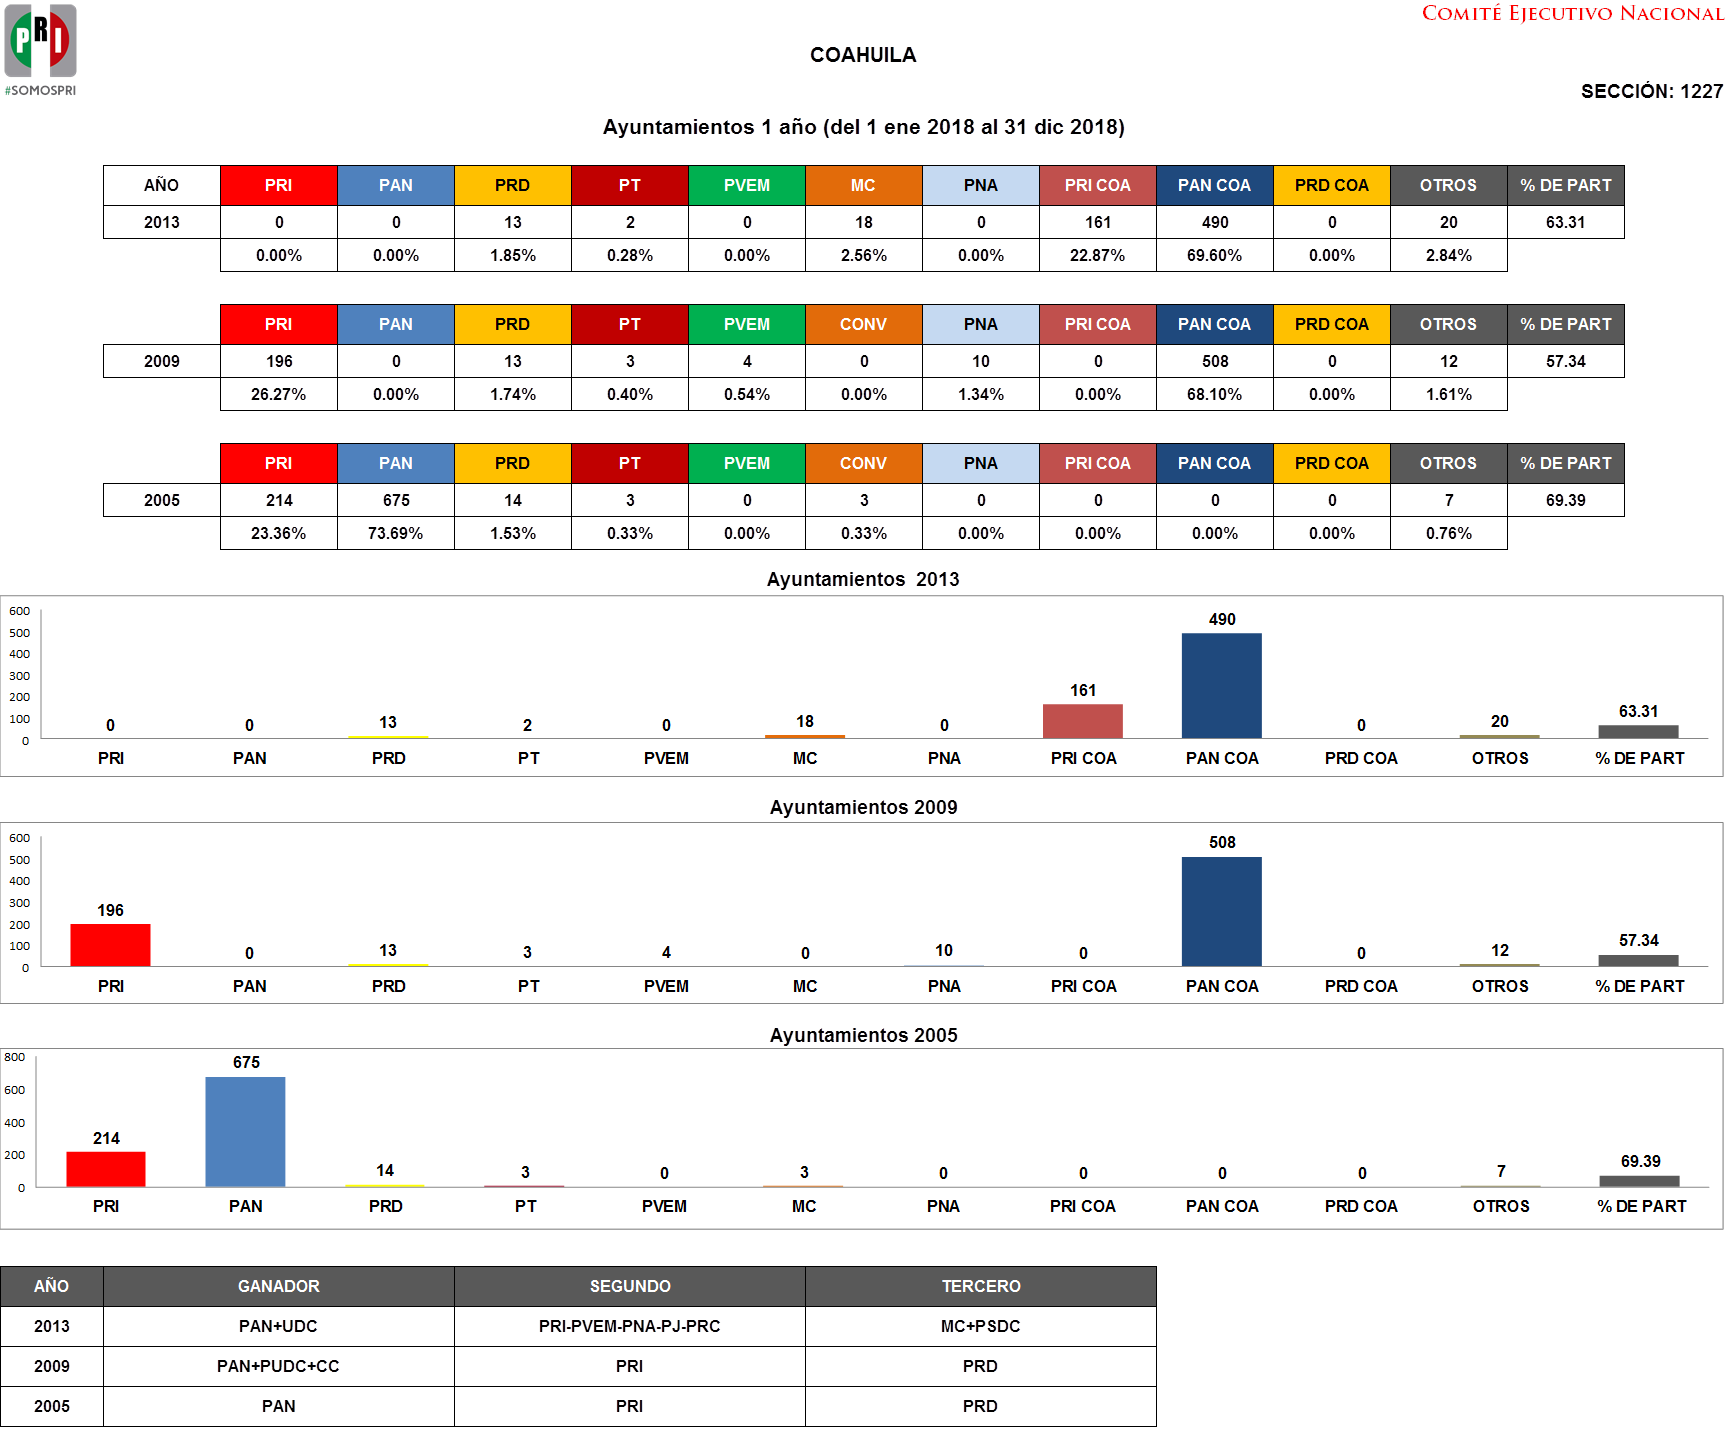 COMITÉ EJECUTIVO NACIONAL
PRI
#SOMOSPRI
COAHUILA
SECCIÓN: 1227
Ayuntamientos 1 año (del 1 ene 2018 al 31 dic 2018)
AÑO PRI PAN PRD PT PVEM MC PNA PRI COA PAN COA PRD COA OTROS % DE PART
2013 0 0 13 2 0 18 0 161 490 0 20 63.31
0.00% 0.00% 1.85% 0.28% 0.00% 2.56% 0.00% 22.87% 69.60% 0.00% 2.84%
PRI PAN PRD PT PVEM CONV PNA PRI COA PAN COA PRD COA OTROS % DE PART
2009 196 0 13 3 4 0 10 0 508 0 12 57.34
26.27% 0.00% 1.74% 0.40% 0.54% 0.00% 1.34% 0.00% 68.10% 0.00% 1.61%
PRI PAN PRD PT PVEM CONV PNA PRI COA PAN COA PRD COA OTROS % DE PART
2005 214 675 14 3 0 3 0 0 0 0 7 69.39
23.36% 73.69% 1.53% 0.33% 0.00% 0.33% 0.00% 0.00% 0.00% 0.00% 0.76%
Ayuntamientos 2013
600
500
400
300
200
100
0
0 0 13 2 0 18 0 161 490 0 20 63.31
PRI PAN PRD PT PVEM MC PNA PRI COA PAN COA PRD COA OTROS % DE PART
Ayuntamientos 2009
600
500
400
300
200
100
0
196 0 13 3 4 0 10 0 508 0 12 57.34
PRI PAN PRD PT PVEM MC PNA PRI COA PAN COA PRD COA OTROS % DE PART
Ayuntamientos 2005
800
600
400
200
0
214 675 14 3 0 3 0 0 0 0 7 69.39
PRI PAN PRD PT PVEM MC PNA PRI COA PAN COA PRD COA OTROS % DE PART
AÑO GANADOR SEGUNDO TERCERO
2013 PAN+UDC PRI-PVEM-PNA-PJ-PRC MC+PSDC
2009 PAN+PUDC+CC PRI PRD
2005 PAN PRI PRD